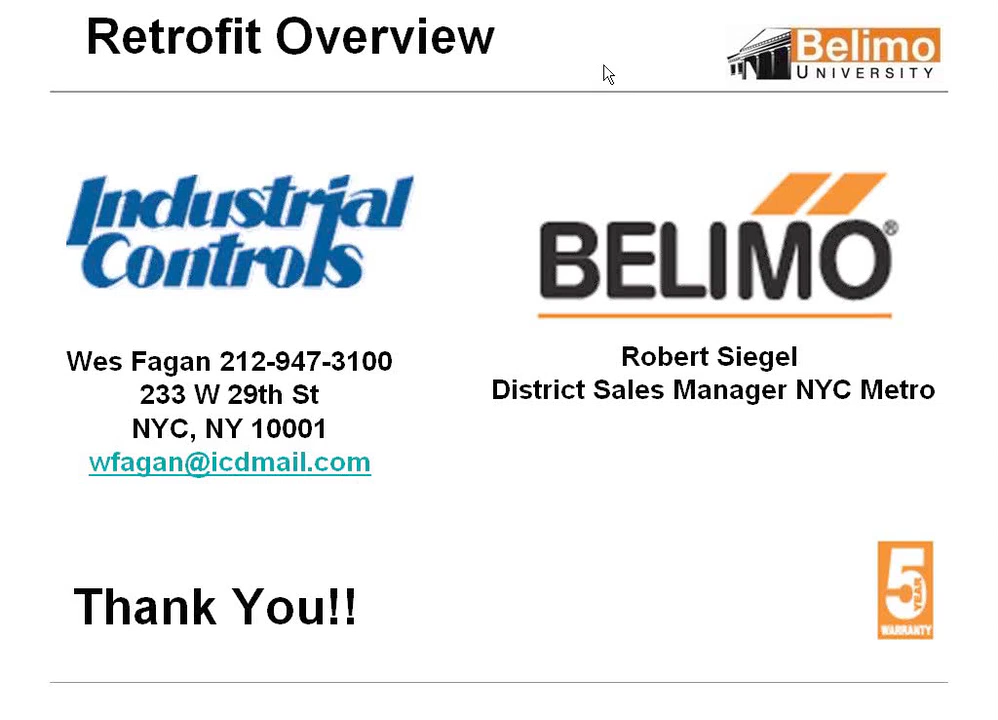 Retrofit Overview
Belimo
UNIVERSITY
Industrial
Controls
BELIMO®
Wes Fagan 212-947-3100
233 W 29th St
NYC, NY 10001
wfagan@icdmail.com
Robert Siegel
District Sales Manager NYC Metro
Thank You!!
5
YEAR
WARRANTY